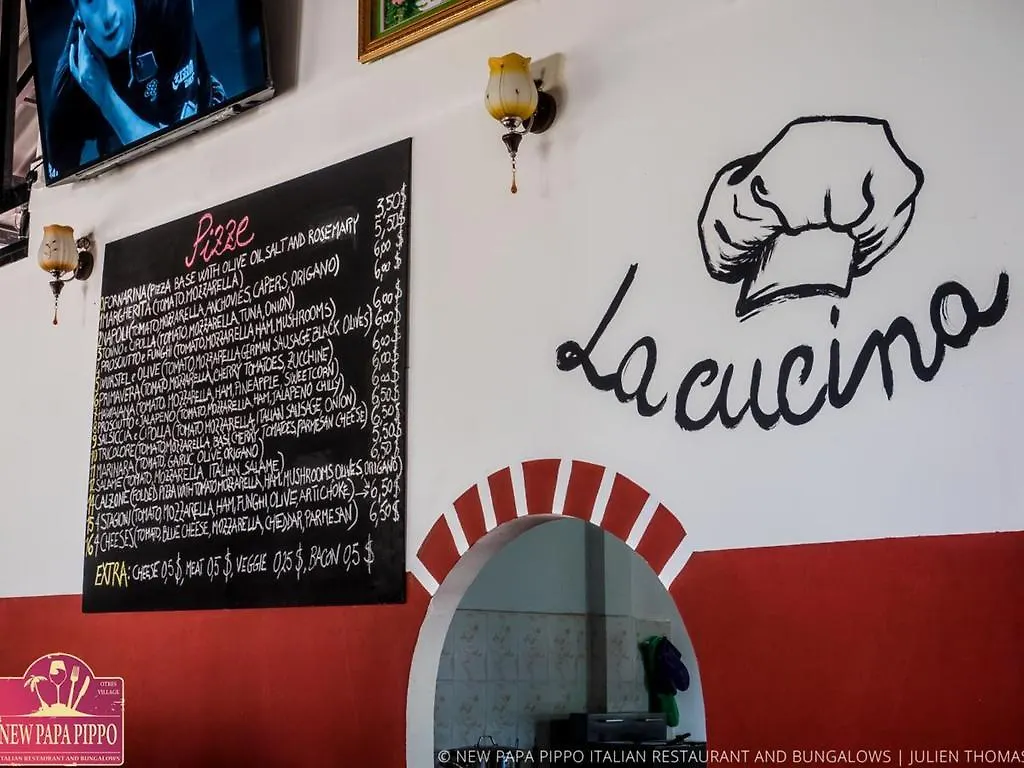 Pizze
1 FORNARINA (PIZZA BASE WITH OLIVE OIL, SALT AND ROSEMARY 3,50$
MARGHERITA (TOMATO, MOZZARELLA) 5,50$
NAPOLI (TOMATO, MOZZARELLA, ANCHOVIES, CAPERS, ORIGANO) 6,00
TONNO e CIPOLLA (TOMATO, MOZZARELLA, TUNA, ONION) 6,00
PROSCIUTTO e FUNGHI (TOMATO, MOZZARELLA HAM, MUSHROOMS)
WURSTEL e OLIVE (TOMATO, MOZZARELLA GERMAN SAUSAGE BLACK OLIVES) 6,00
PRIMAVERA (TOMATO, MOZZARELLA, CHERRY TOMATOES, ZUCCHINE)
HAWAIANA (TOMATO, MOZZARELLA, HAM, PINEAPPLE, SWEETCORN)
PROSCIUTTO e JALAPENO (TOMATO, MOZZARELLA, HAM, JALAPENO CHILLY)
SALSICCIA e CIPOLLA (TOMATO, MOZZARELLA, ITALIAN SAUSAGE, ONION)
TRICOLORE (TOMATO, MOZZARELLA, CHERRY TOMATOES, PARMESAN CHEESE)
MARINARA (TOMATO, GARLIC, OLIVE, ORIGANO)
SALAME (TOMATO, MOZZARELLA, ITALIAN SALAME)
CALZONE (FOLDED PIZZA WITH TOMATO, MOZZARELLA, HAM, MUSHROOMS, OLIVES, ORIGANO)
4 STAGIONI (TOMATO, MOZZARELLA, HAM, FUNGHI, OLIVE, ARTICHOKE) → 6,50$
16 4 CHEESES (TOMATO, BLUE CHEESE, MOZZARELLA, CHEDDAR, PARMESAN) 6,50$
EXTRA: CHEESE 0,5$, MEAT 0,5$, VEGGIE 0,25$, BACON 0,5$
La cucina
OTRES
VILLAGE
NEW PAPA PIPPO
ITALIAN RESTAURANT AND BUNGALOWS
© NEW PAPA PIPPO ITALIAN RESTAURANT AND BUNGALOWS | JULIEN THOMAS